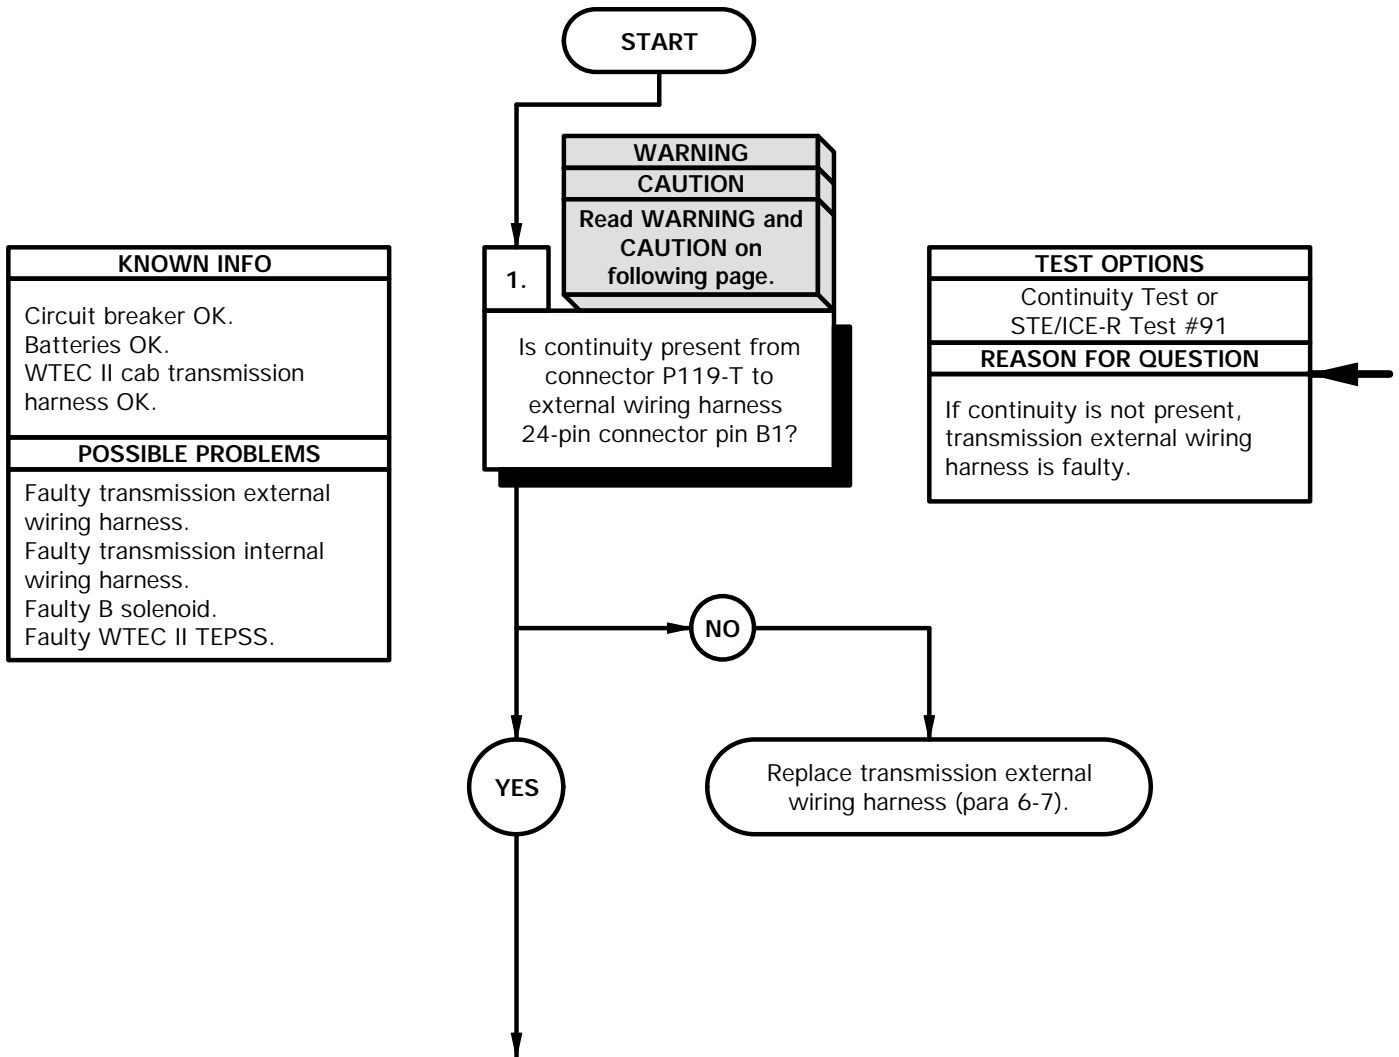 START
WARNING
CAUTION
Read WARNING and
CAUTION on
following page.
KNOWN INFO
Circuit breaker OK.
Batteries OK.
WTEC II cab transmission
harness OK.
POSSIBLE PROBLEMS
Faulty transmission external
wiring harness.
Faulty transmission internal
wiring harness.
Faulty B solenoid.
Faulty WTEC II TEPSS.
1.
Is continuity present from
connector P119-T to
external wiring harness
24-pin connector pin B1?
TEST OPTIONS
Continuity Test or
STE/ICE-R Test #91
REASON FOR QUESTION
If continuity is not present,
transmission external wiring
harness is faulty.
NO
YES
Replace transmission external
wiring harness (para 6-7).